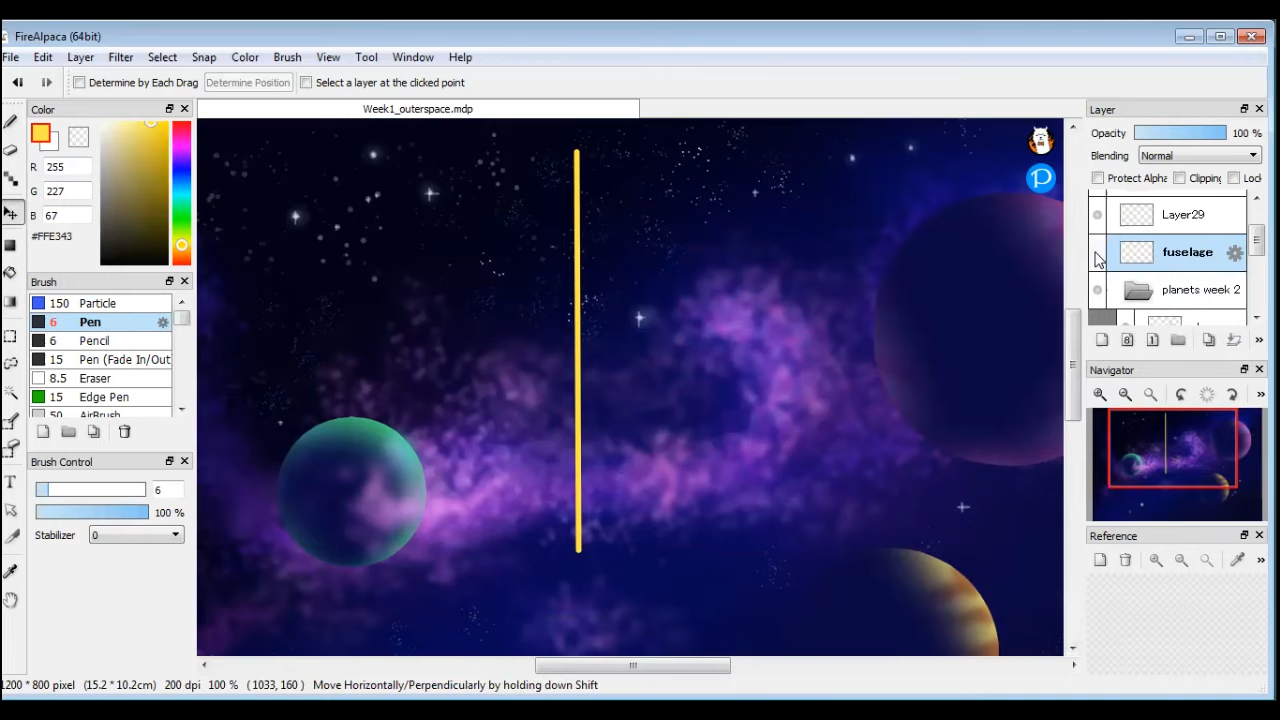 FireAlpaca (64bit)
File Edit Layer Filter Select Snap Color Brush View Tool Window Help
Determine by Each Drag Determine Position Select a layer at the clicked point
Color
Week1_outerspace.mdp
Layer
R 255
G 227
B 67
#FFE343
Opacity 100 %
Blending Normal
Protect Alpha Clipping Loc
Layer29
fuselage
planets week 2
Brush
150 Particle
6 Pen
6 Pencil
15 Pen (Fade In/Out
8.5 Eraser
15 Edge Pen
50 AirBrush
Brush Control
6
100 %
Stabilizer 0
Navigator
Reference
T
P
1200 * 800 pixel (15.2 * 10.2cm) 200 dpi 100 % (1033, 160) Move Horizontally/Perpendicularly by holding down Shift